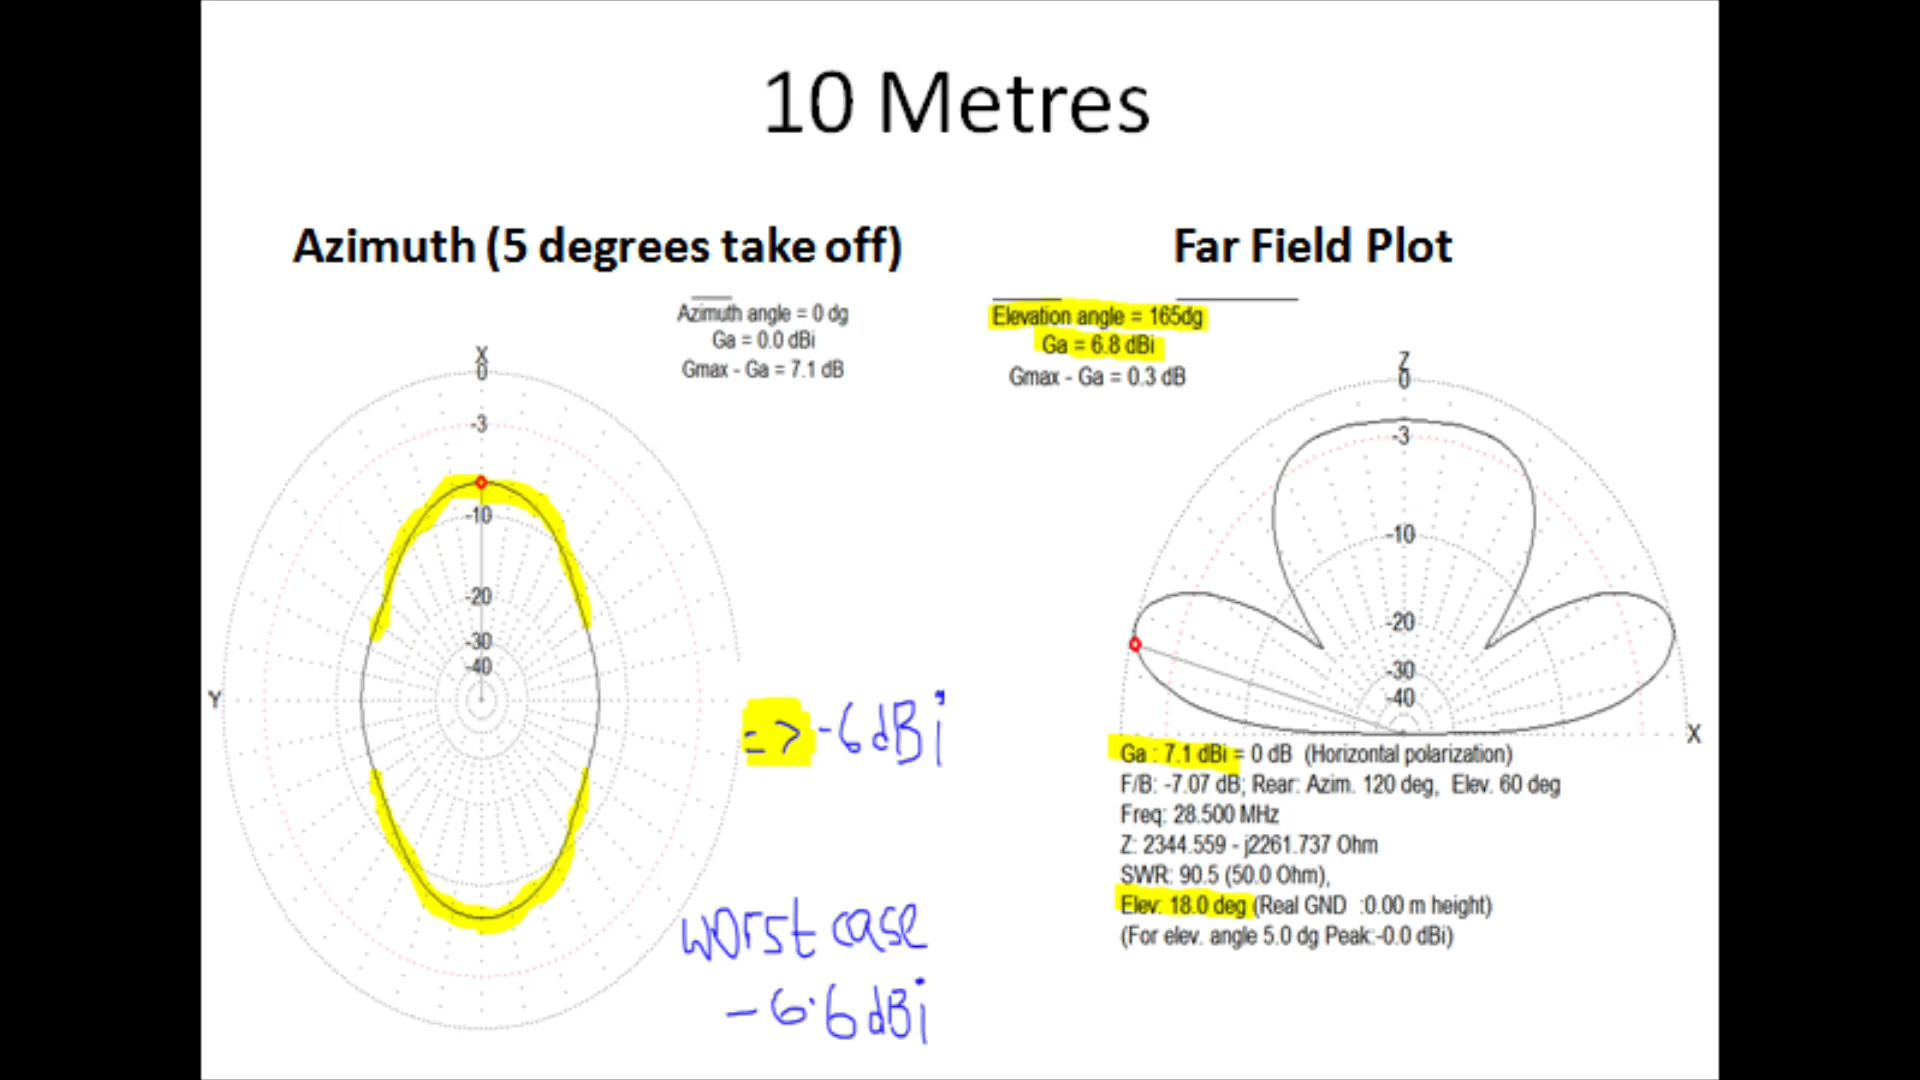 10 Metres
Azimuth (5 degrees take off)
Azimuth angle = 0 dg
Ga = 0.0 dBi
Gmax - Ga = 7.1 dB
X
0
-3
-10
-20
-30
-40
Y
=> -6dBi
worst case
-6.6dBi
Far Field Plot
Elevation angle = 165dg
Ga = 6.8 dBi
Gmax - Ga = 0.3 dB
Z
0
-3
-10
-20
-30
-40
X
Ga : 7.1 dBi = 0 dB (Horizontal polarization)
F/B: -7.07 dB; Rear: Azim. 120 deg, Elev. 60 deg
Freq: 28.500 MHz
Z: 2344.559 - j2261.737 Ohm
SWR: 90.5 (50.0 Ohm),
Elev: 18.0 deg (Real GND :0.00 m height)
(For elev. angle 5.0 dg Peak:-0.0 dBi)